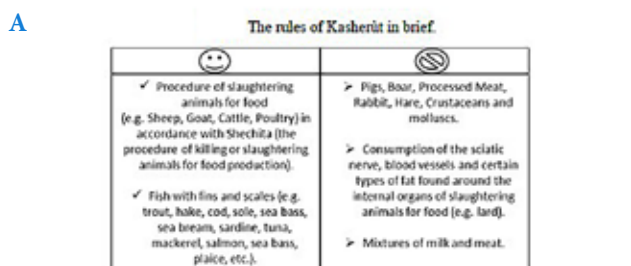 A
The rules of Kasherùt in brief.
✓ Procedure of slaughtering
animals for food
(e.g. Sheep, Goat, Cattle, Poultry) in
accordance with Shechita (the
procedure of killing or slaughtering
animals for food production).
✓ Fish with fins and scales (e.g.
trout, hake, cod, sole, sea bass,
sea bream, sardine, tuna,
mackerel, salmon, sea bass,
plaice, etc.).
➢ Pigs, Boar, Processed Meat,
Rabbit, Hare, Crustaceans and
molluscs.
➢ Consumption of the sciatic
nerve, blood vessels and certain
types of fat found around the
internal organs of slaughtering
animals for food (e.g. lard).
➢ Mixtures of milk and meat.